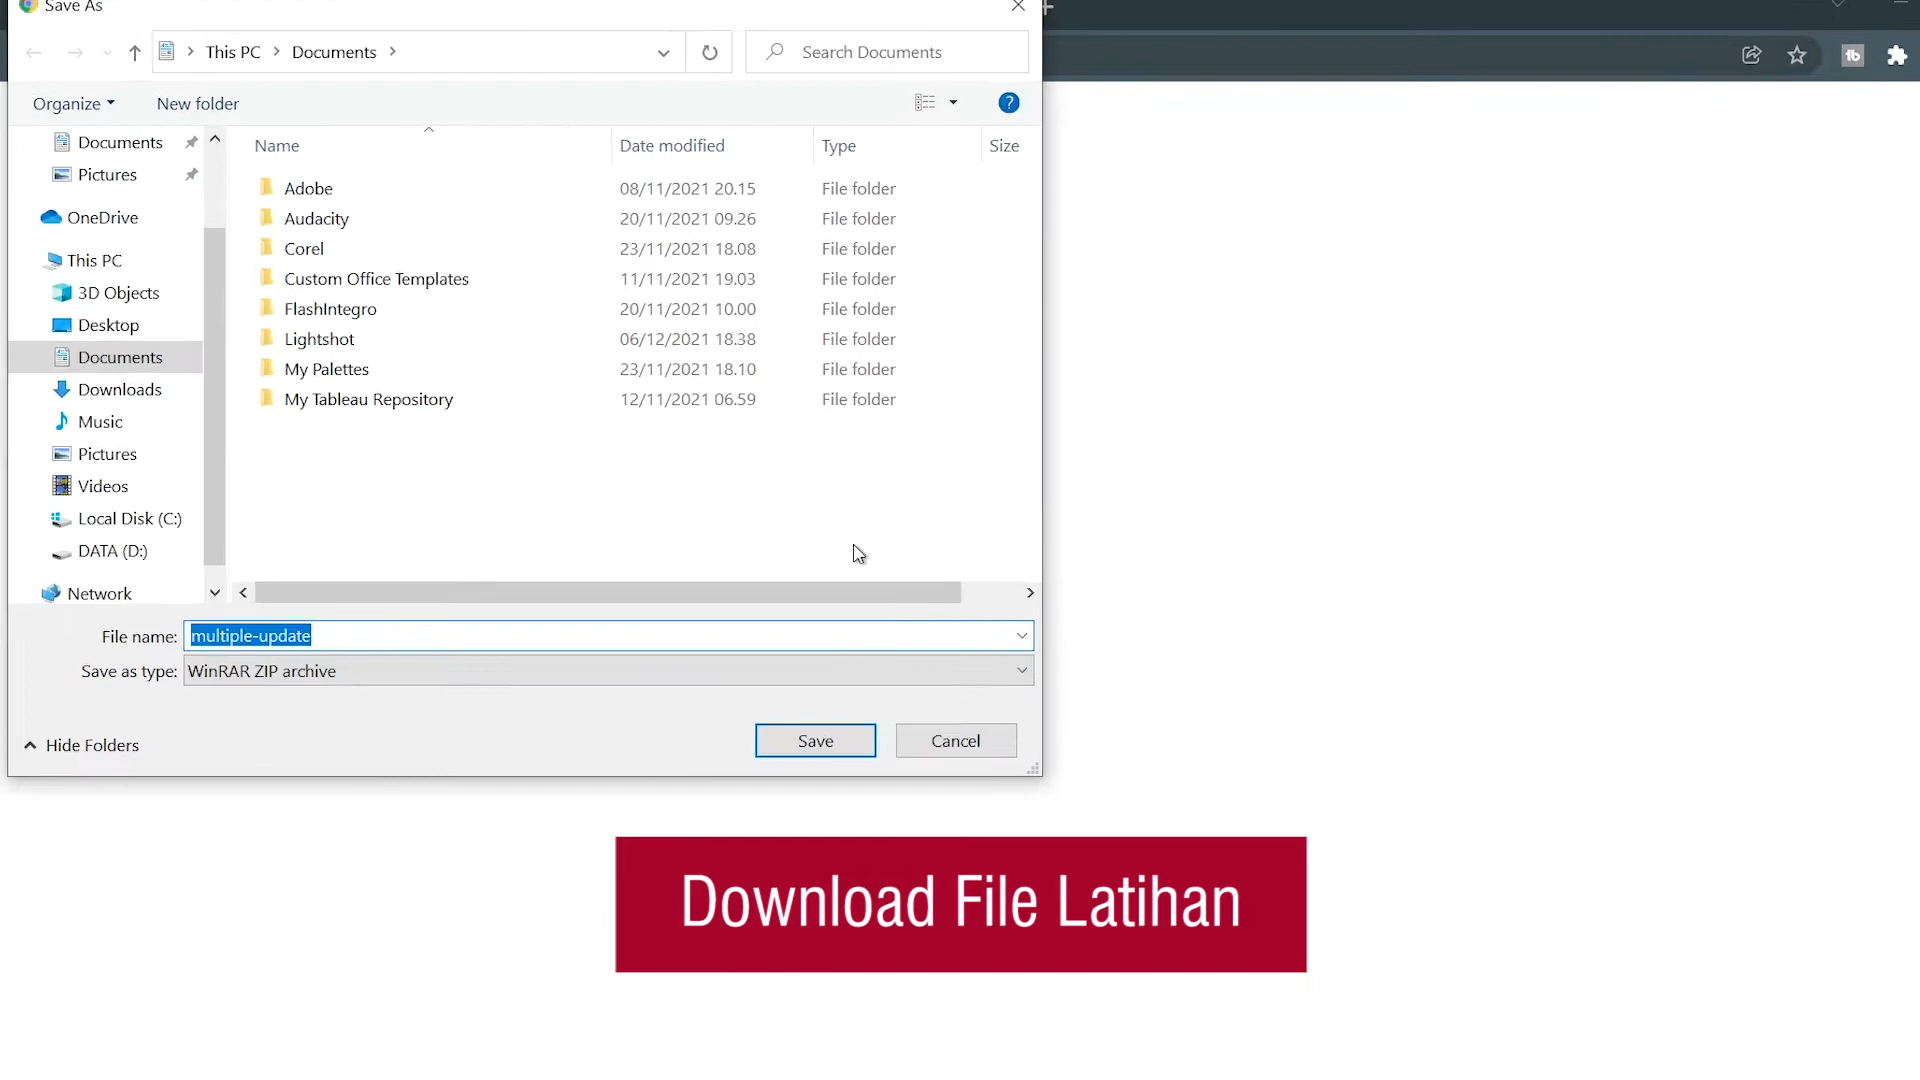 Save As
This PC
Documents
Search Documents
Organize
New folder
Name
Date modified
Type
Size
Documents
Pictures
OneDrive
This PC
3D Objects
Desktop
Documents
Downloads
Music
Pictures
Videos
Local Disk (C:)
DATA (D:)
Network
Adobe 08/11/2021 20.15 File folder
Audacity 20/11/2021 09.26 File folder
Corel 23/11/2021 18.08 File folder
Custom Office Templates 11/11/2021 19.03 File folder
FlashIntegro 20/11/2021 10.00 File folder
Lightshot 06/12/2021 18.38 File folder
My Palettes 23/11/2021 18.10 File folder
My Tableau Repository 12/11/2021 06.59 File folder
File name: multiple-update
Save as type: WinRAR ZIP archive
Hide Folders
Save
Cancel
tb
Download File Latihan